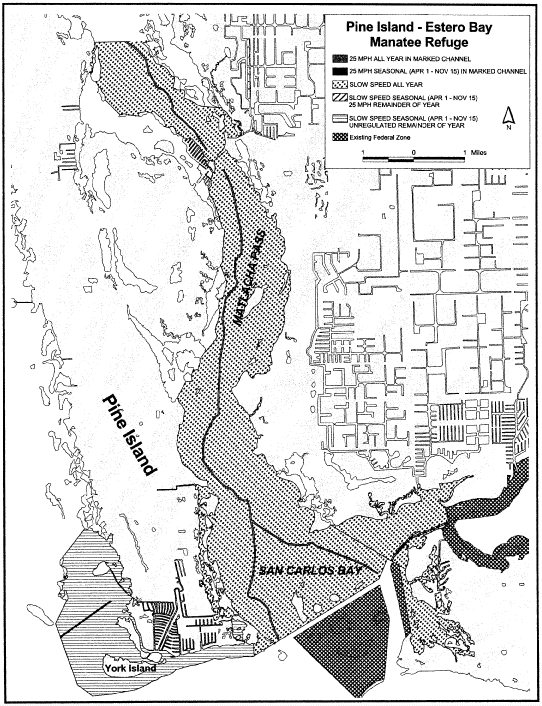 Pine Island - Estero Bay
Manatee Refuge
25 MPH ALL YEAR IN MARKED CHANNEL
25 MPH SEASONAL (APR 1 - NOV 15) IN MARKED CHANNEL
SLOW SPEED ALL YEAR
SLOW SPEED SEASONAL (APR 1 - NOV 15)
25 MPH REMAINDER OF YEAR
SLOW SPEED SEASONAL (APR 1 - NOV 15)
UNREGULATED REMAINDER OF YEAR
Existing Federal Zone
N
1 0 1 Miles
MATLACHA PASS
Pine Island
SAN CARLOS BAY
York Island